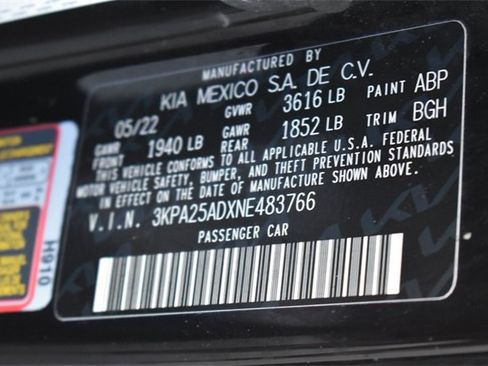 MANUFACTURED BY
KIA MEXICO S.A. DE C.V.
05/22 GVWR 3616 LB PAINT ABP
GAWR FRONT 1940 LB GAWR REAR 1852 LB TRIM BGH
THIS VEHICLE CONFORMS TO ALL APPLICABLE U.S.A. FEDERAL
MOTOR VEHICLE SAFETY, BUMPER, AND THEFT PREVENTION STANDARDS
IN EFFECT ON THE DATE OF MANUFACTURE SHOWN ABOVE.
V.I.N. 3KPA25ADXNE483766
PASSENGER CAR
H910